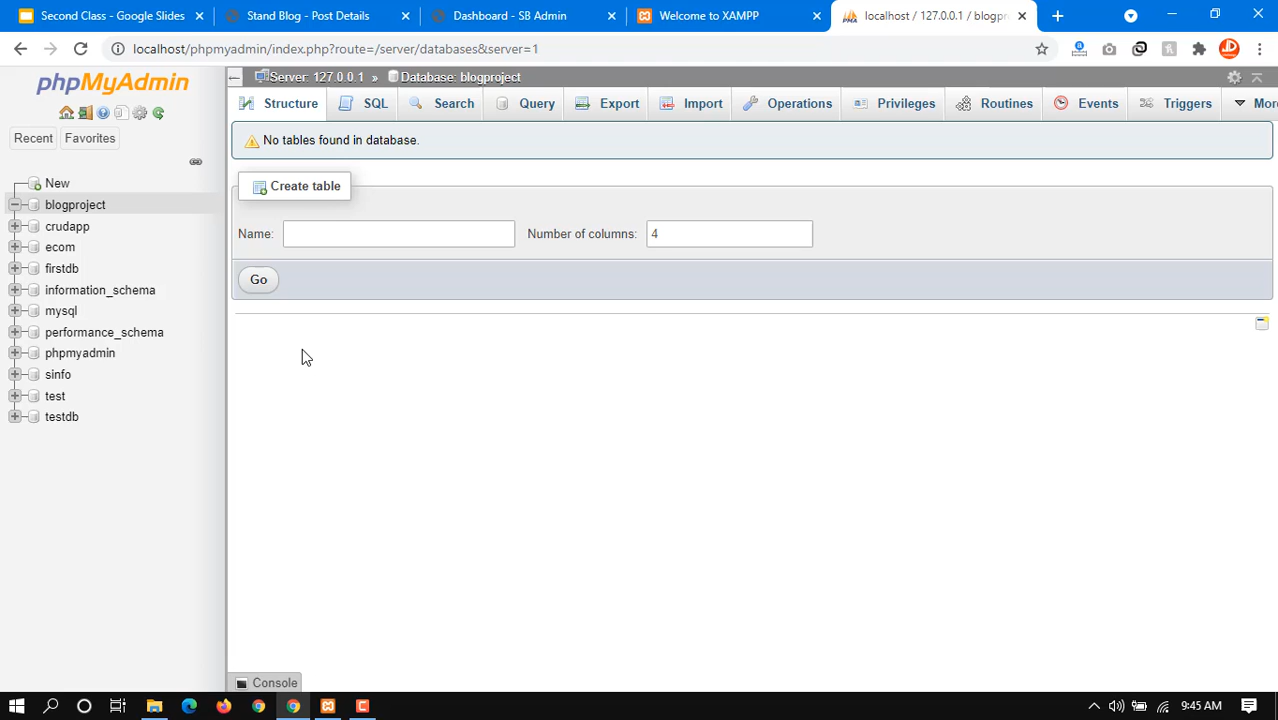 Second Class - Google Slides
Stand Blog - Post Details
Dashboard - SB Admin
Welcome to XAMPP
localhost / 127.0.0.1 / blogpr
localhost/phpmyadmin/index.php?route=/server/databases&server=1
phpMyAdmin
Recent
Favorites
New
blogproject
crudapp
ecom
firstdb
information_schema
mysql
performance_schema
phpmyadmin
sinfo
test
testdb
Server: 127.0.0.1 » Database: blogproject
Structure
SQL
Search
Query
Export
Import
Operations
Privileges
Routines
Events
Triggers
Mor
No tables found in database.
Create table
Name:
Number of columns: 4
Go
Console
9:45 AM